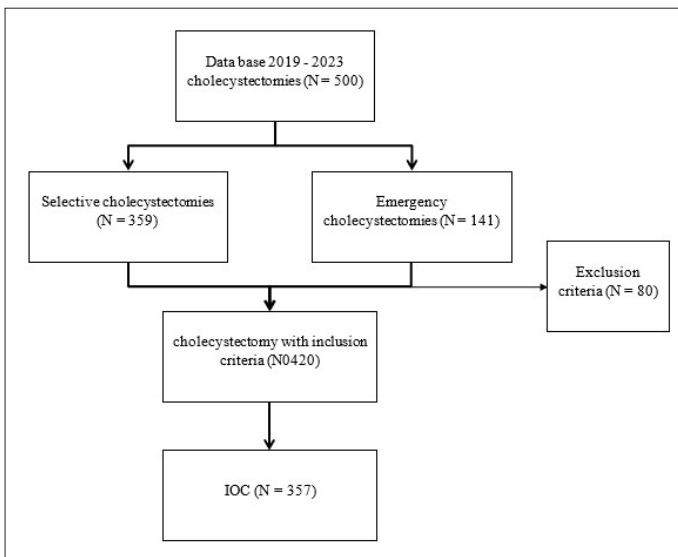 Data base 2019 - 2023
cholecystectomies (N = 500)
Selective cholecystectomies
(N = 359)
Emergency
cholecystectomies (N = 141)
Exclusion
criteria (N = 80)
cholecystectomy with inclusion
criteria (N0420)
IOC (N = 357)